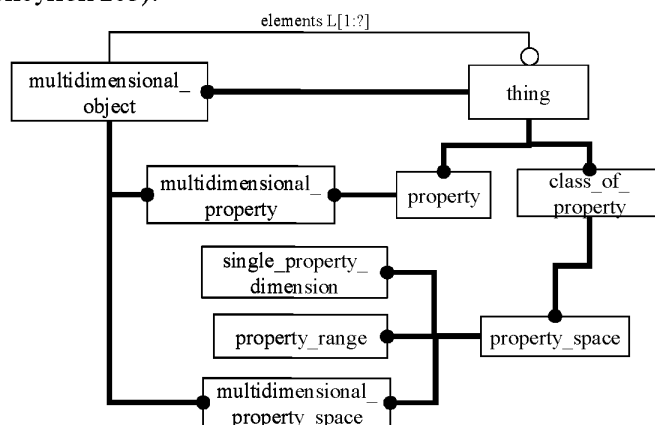 elements L[1:?]
multidimensional_
object
thing
multidimensional_
property
property
class_of_
property
single_property_
dimension
property_range
property_space
multidimensional_
property_space